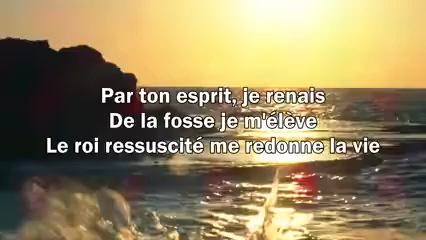 Par ton esprit, je renais
De la fosse je m'élève
Le roi ressuscité me redonne la vie